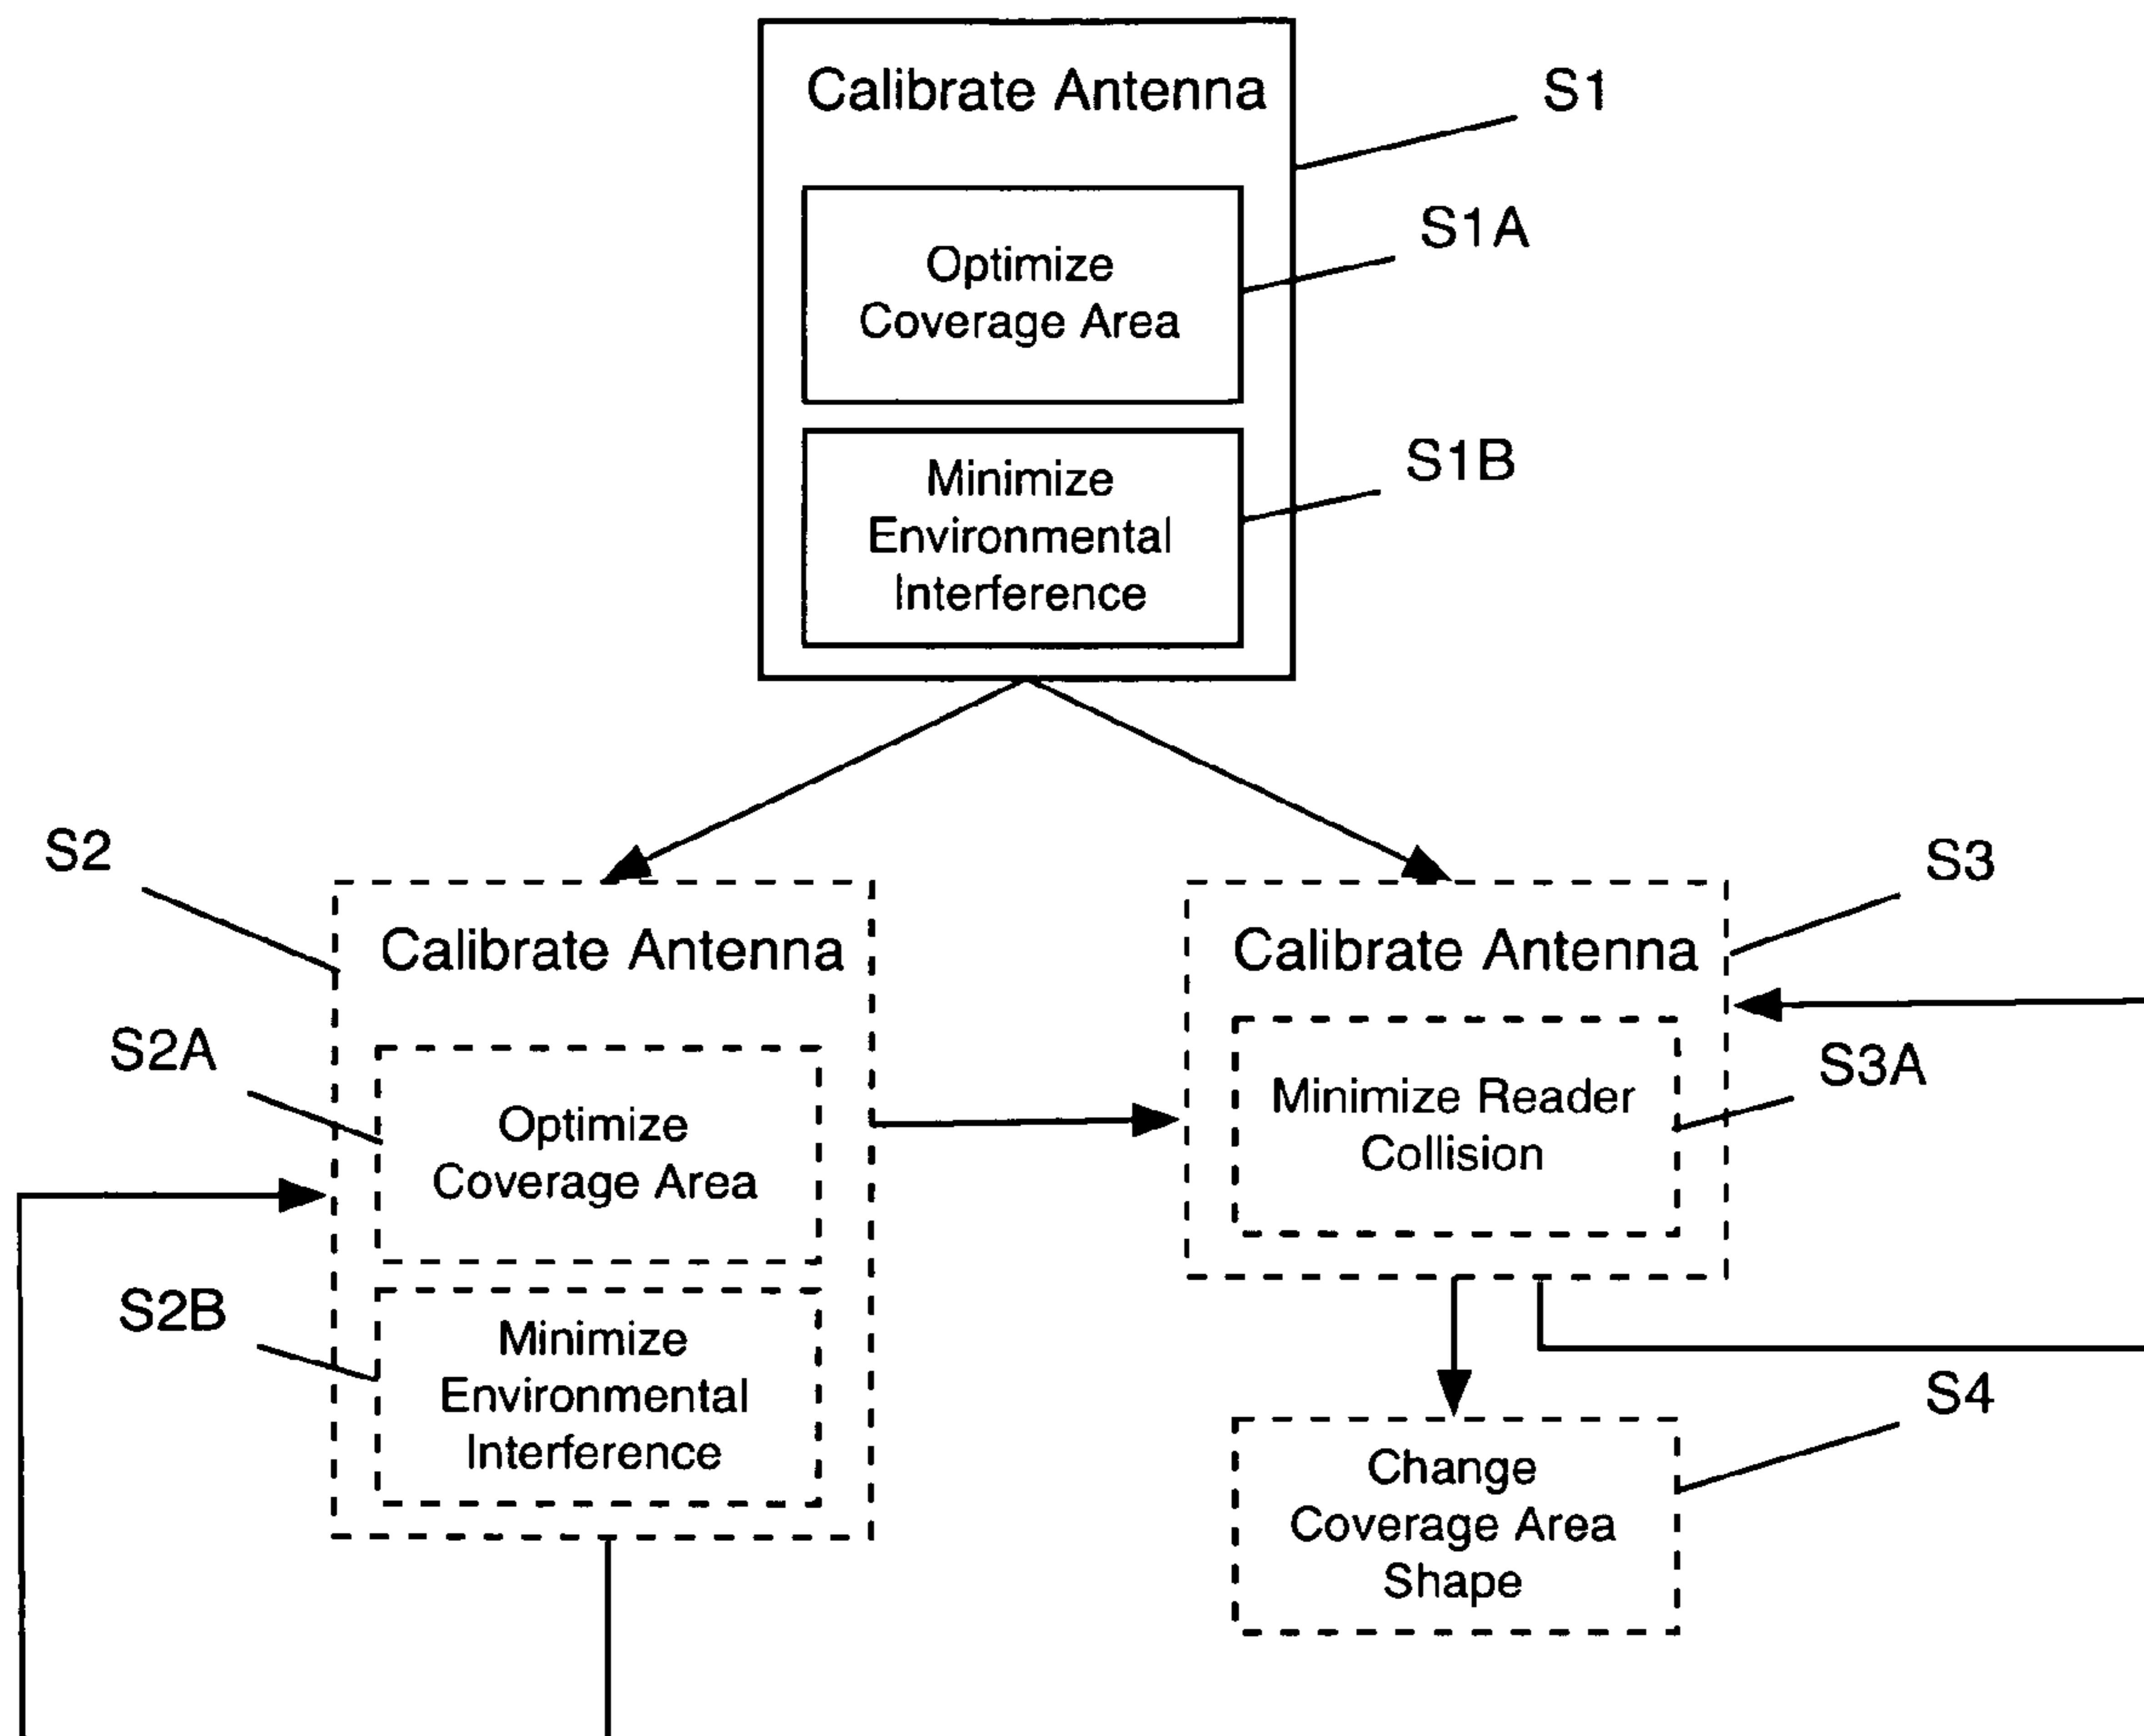 Calibrate Antenna
S1
Optimize
Coverage Area
S1A
Minimize
Environmental
Interference
S1B
S2
Calibrate Antenna
S2A
Optimize
Coverage Area
S2B
Minimize
Environmental
Interference
S3
Calibrate Antenna
Minimize Reader
Collision
S3A
S4
Change
Coverage Area
Shape